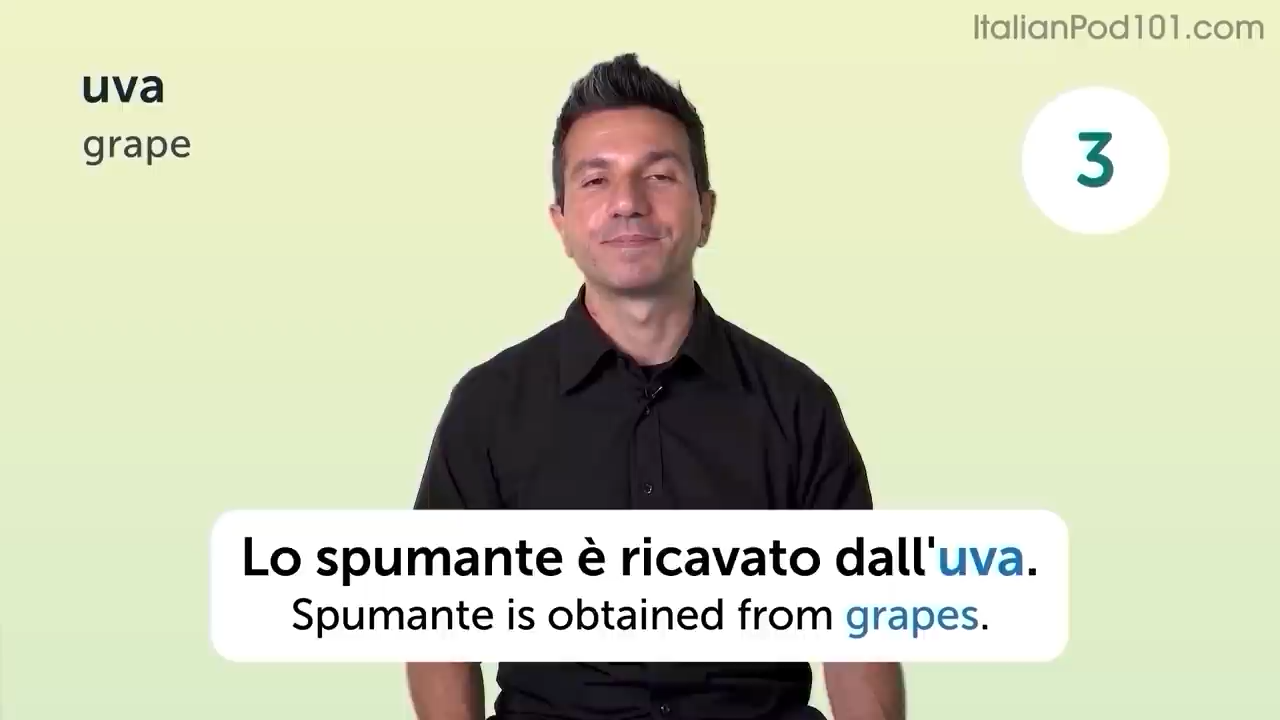 ItalianPod101.com
uva
grape
3
Lo spumante è ricavato dall'uva.
Spumante is obtained from grapes.